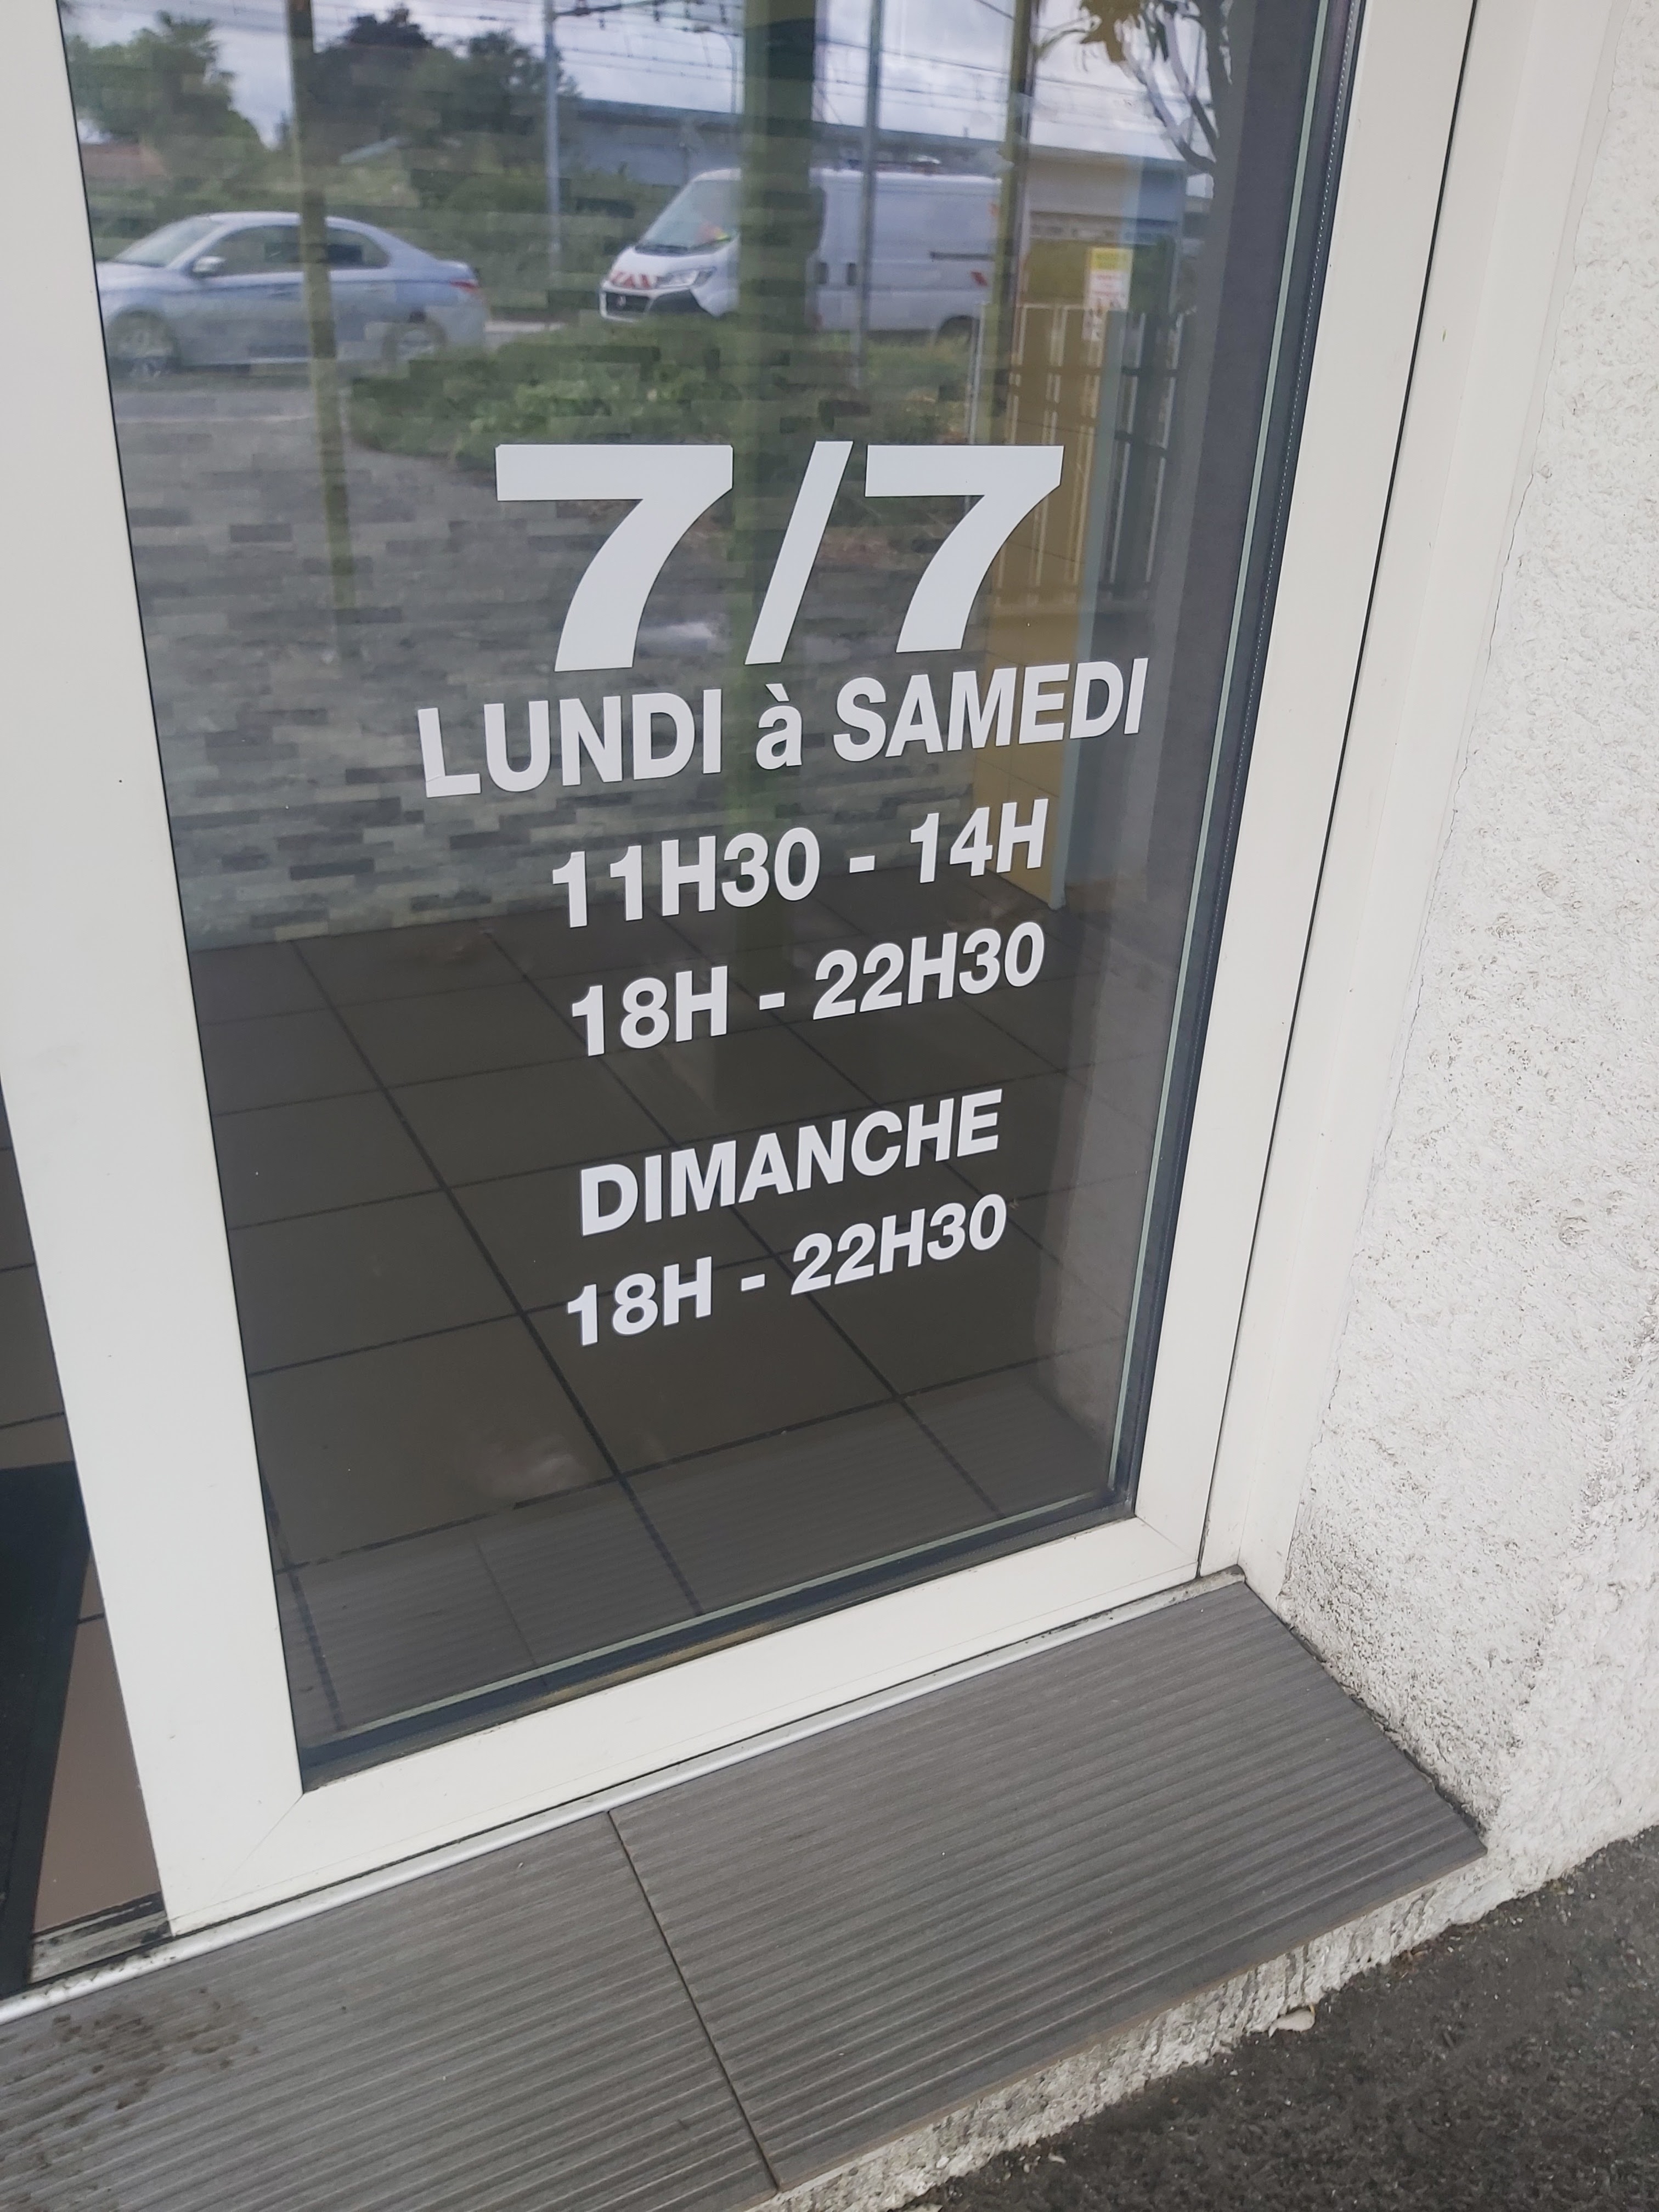 7/7
LUNDI à SAMEDI
11H30 - 14H
18H - 22H30
DIMANCHE
18H - 22H30